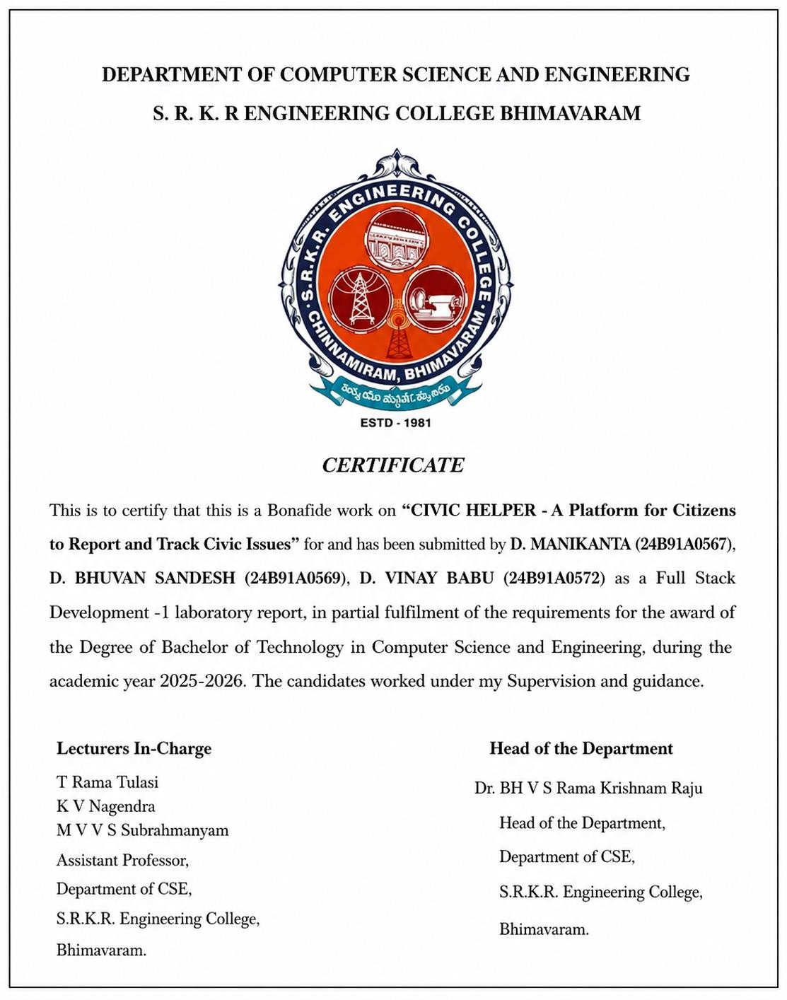 DEPARTMENT OF COMPUTER SCIENCE AND ENGINEERING
S. R. K. R ENGINEERING COLLEGE BHIMAVARAM
S.R.K.R. ENGINEERING COLLEGE
CHINNAMIRAM, BHIMAVARAM
ESTD - 1981
CERTIFICATE
This is to certify that this is a Bonafide work on “CIVIC HELPER - A Platform for Citizens
to Report and Track Civic Issues” for and has been submitted by D. MANIKANTA (24B91A0567),
D. BHUVAN SANDESH (24B91A0569), D. VINAY BABU (24B91A0572) as a Full Stack
Development -1 laboratory report, in partial fulfilment of the requirements for the award of
the Degree of Bachelor of Technology in Computer Science and Engineering, during the
academic year 2025-2026. The candidates worked under my Supervision and guidance.
Lecturers In-Charge
T Rama Tulasi
K V Nagendra
M V V S Subrahmanyam
Assistant Professor,
Department of CSE,
S.R.K.R. Engineering College,
Bhimavaram.
Head of the Department
Dr. BH V S Rama Krishnam Raju
Head of the Department,
Department of CSE,
S.R.K.R. Engineering College,
Bhimavaram.